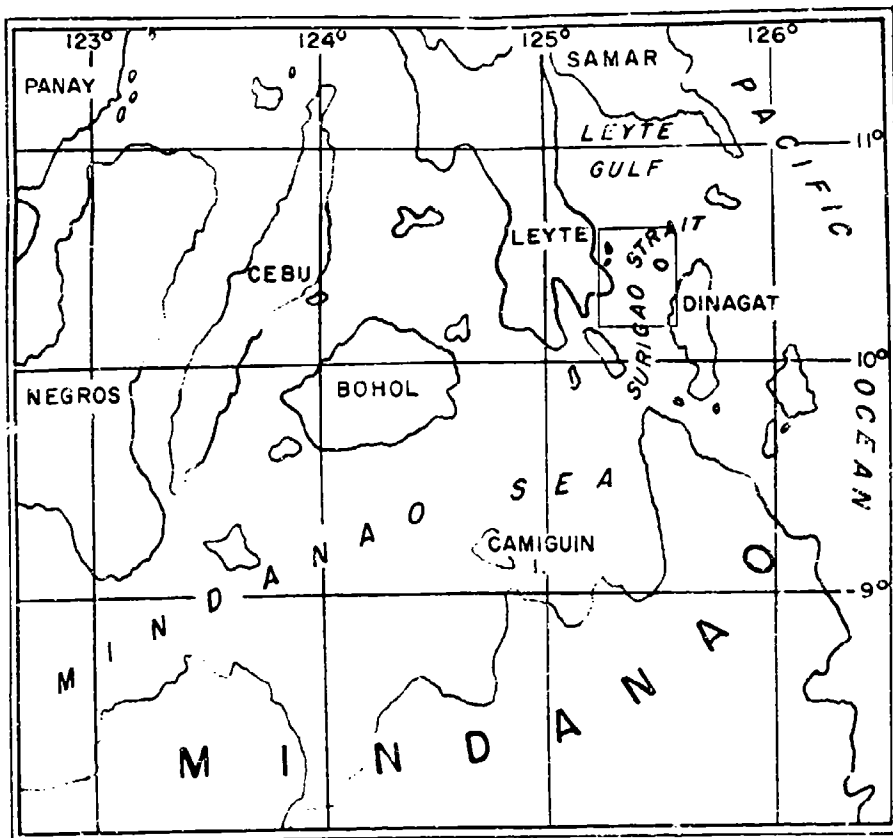 123° 124° 125° 126°
PANAY
SAMAR
PACIFIC
LEYTE
GULF
11°
LEYTE
SURIGAO STRAIT
CEBU
DINAGAT
10°
NEGROS
BOHOL
OCEAN
MINDANAO SEA
CAMIGUIN
I
9°
MINDANAO